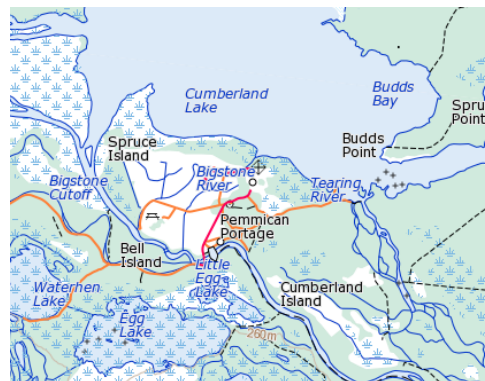 Cumberland
Lake
Budds
Bay
Spru
Point
Budds
Point
Spruce
Island
Bigstone
River
Bigstone
Cutoff
Tearing
River
Pemmican
Portage
Bell
Island
Little
Egg
Lake
Waterhen
Lake
Cumberland
Island
Egg
Lake
260m